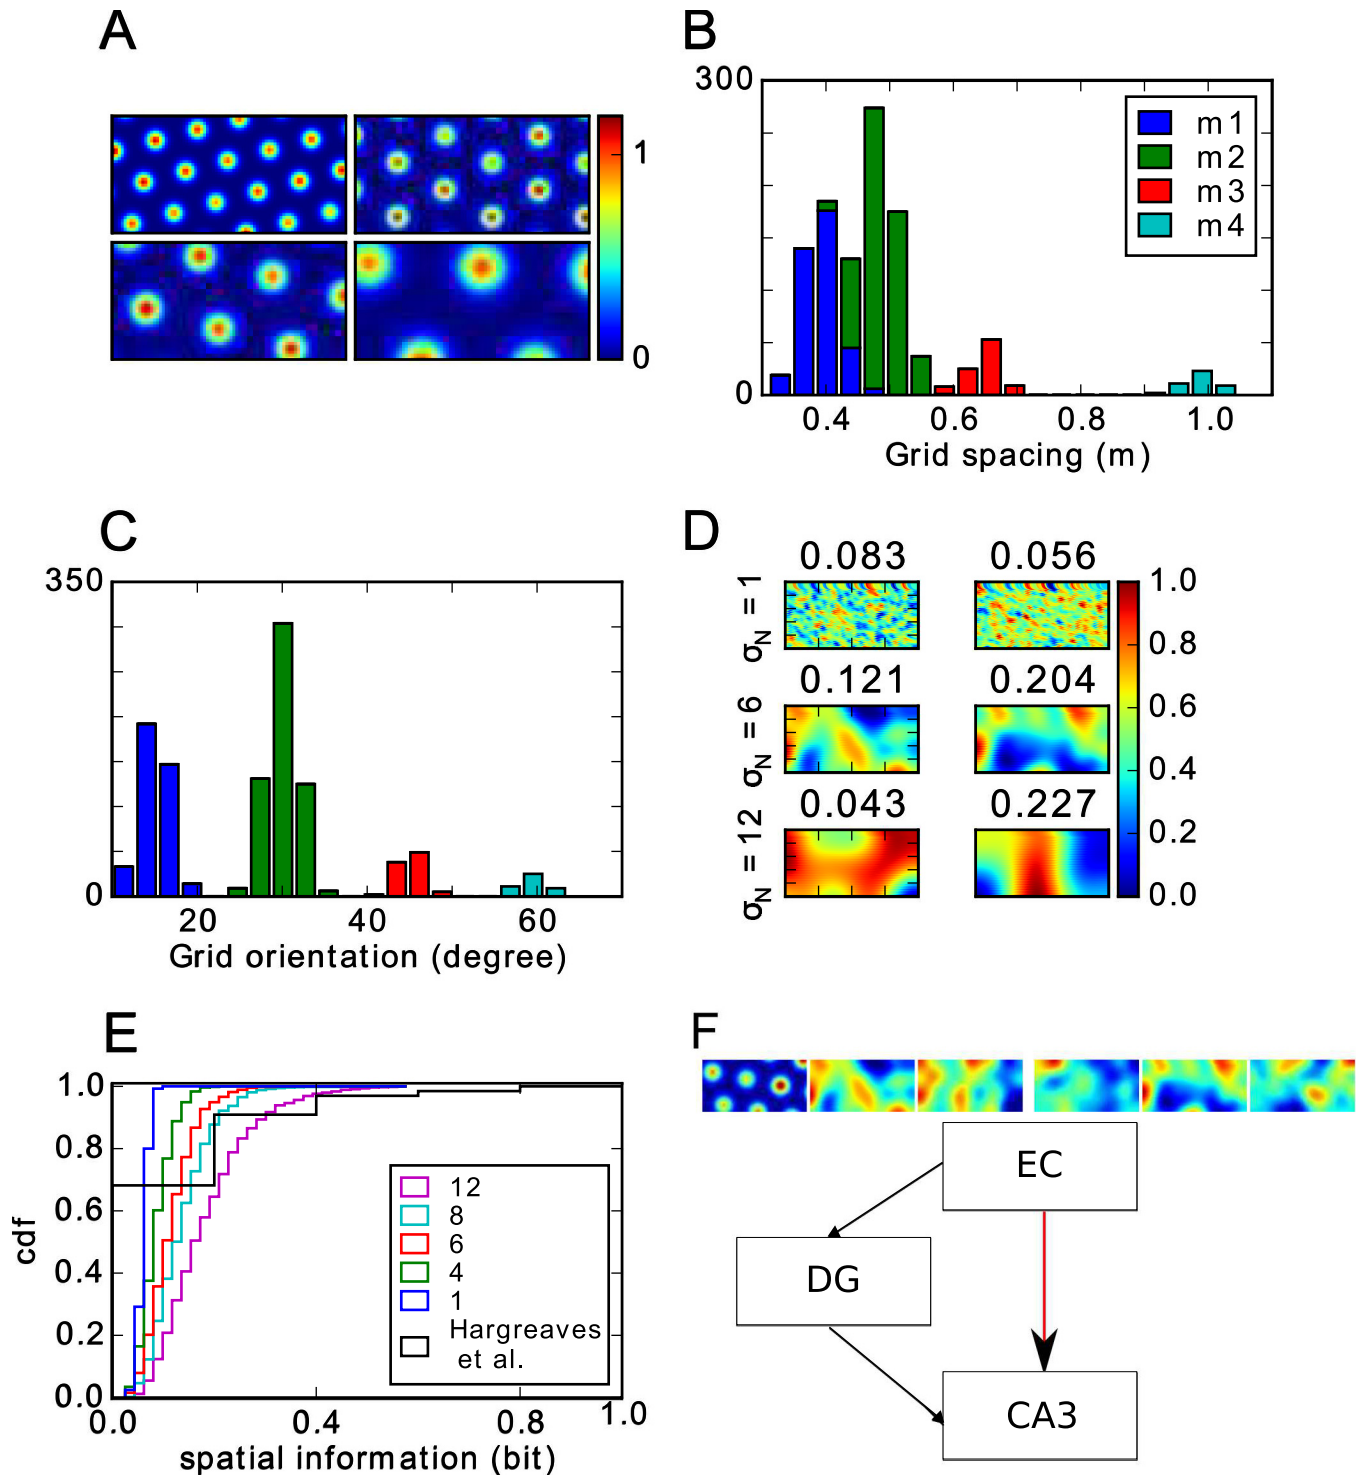 A
1
0
B
300
0
m1
m2
m3
m4
0.4 0.6 0.8 1.0
Grid spacing (m)
C
350
0
20 40 60
Grid orientation (degree)
D
0.083 0.056
σN = 1
0.121 0.204
σN = 6
0.043 0.227
σN = 12
1.0
0.8
0.6
0.4
0.2
0.0
E
1.0
0.8
0.6
0.4
0.2
0.0
cdf
12
8
6
4
1
Hargreaves
et al.
0.0 0.4 0.8 1.0
spatial information (bit)
F
EC
DG
CA3